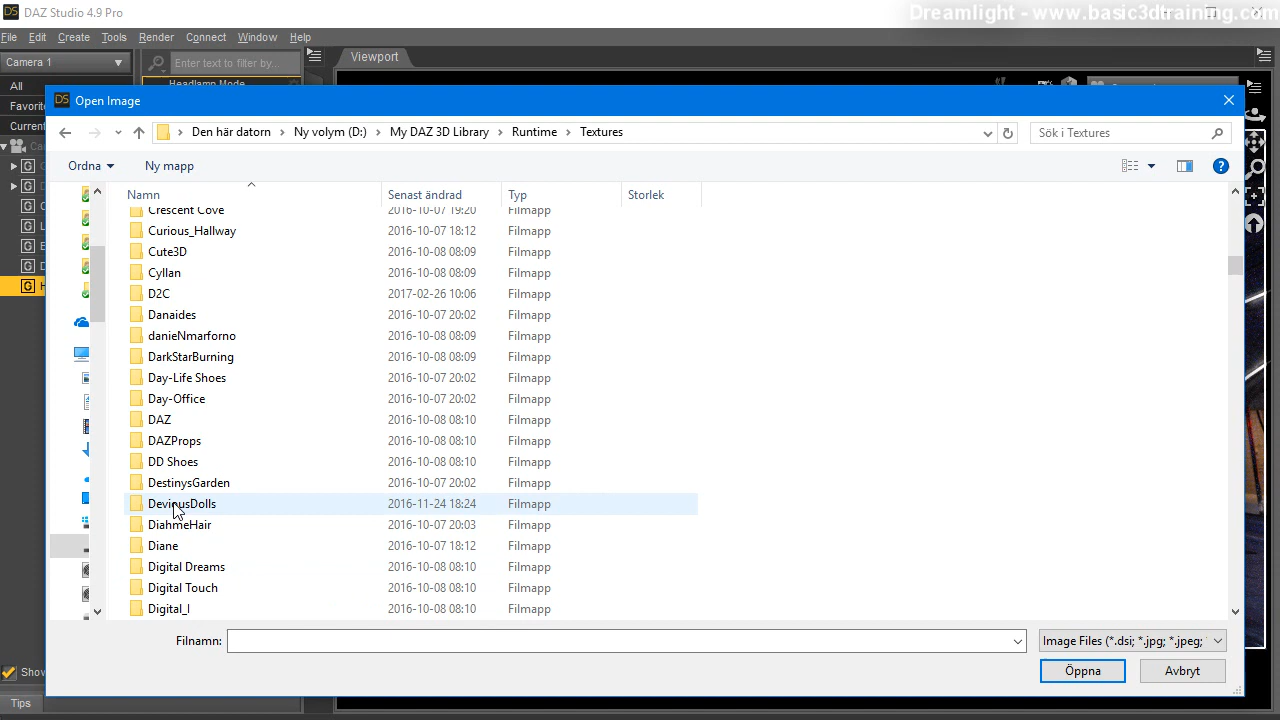 DAZ Studio 4.9 Pro
Dreamlight - www.basic3dtraining.com
File Edit Create Tools Render Connect Window Help
Camera 1
Enter text to filter by...
Viewport
All
Headlamp Mode
Favorite
Current
Open Image
Den här datorn Ny volym (D:) My DAZ 3D Library Runtime Textures
Sök i Textures
Ordna Ny mapp
Namn Senast ändrad Typ Storlek
Crescent Cove 2016-10-07 19:20 Filmapp
Curious_Hallway 2016-10-07 18:12 Filmapp
Cute3D 2016-10-08 08:09 Filmapp
Cyllan 2016-10-08 08:09 Filmapp
D2C 2017-02-26 10:06 Filmapp
Danaides 2016-10-07 20:02 Filmapp
danieNmarforno 2016-10-08 08:09 Filmapp
DarkStarBurning 2016-10-08 08:09 Filmapp
Day-Life Shoes 2016-10-07 20:02 Filmapp
Day-Office 2016-10-07 20:02 Filmapp
DAZ 2016-10-08 08:10 Filmapp
DAZProps 2016-10-08 08:10 Filmapp
DD Shoes 2016-10-08 08:10 Filmapp
DestinysGarden 2016-10-07 20:02 Filmapp
DeviousDolls 2016-11-24 18:24 Filmapp
DiahmeHair 2016-10-07 20:03 Filmapp
Diane 2016-10-07 18:12 Filmapp
Digital Dreams 2016-10-08 08:10 Filmapp
Digital Touch 2016-10-08 08:10 Filmapp
Digital_I 2016-10-08 08:10 Filmapp
Filnamn:
Image Files (*.dsi; *.jpg; *.jpeg;
Öppna Avbryt
Show
Tips